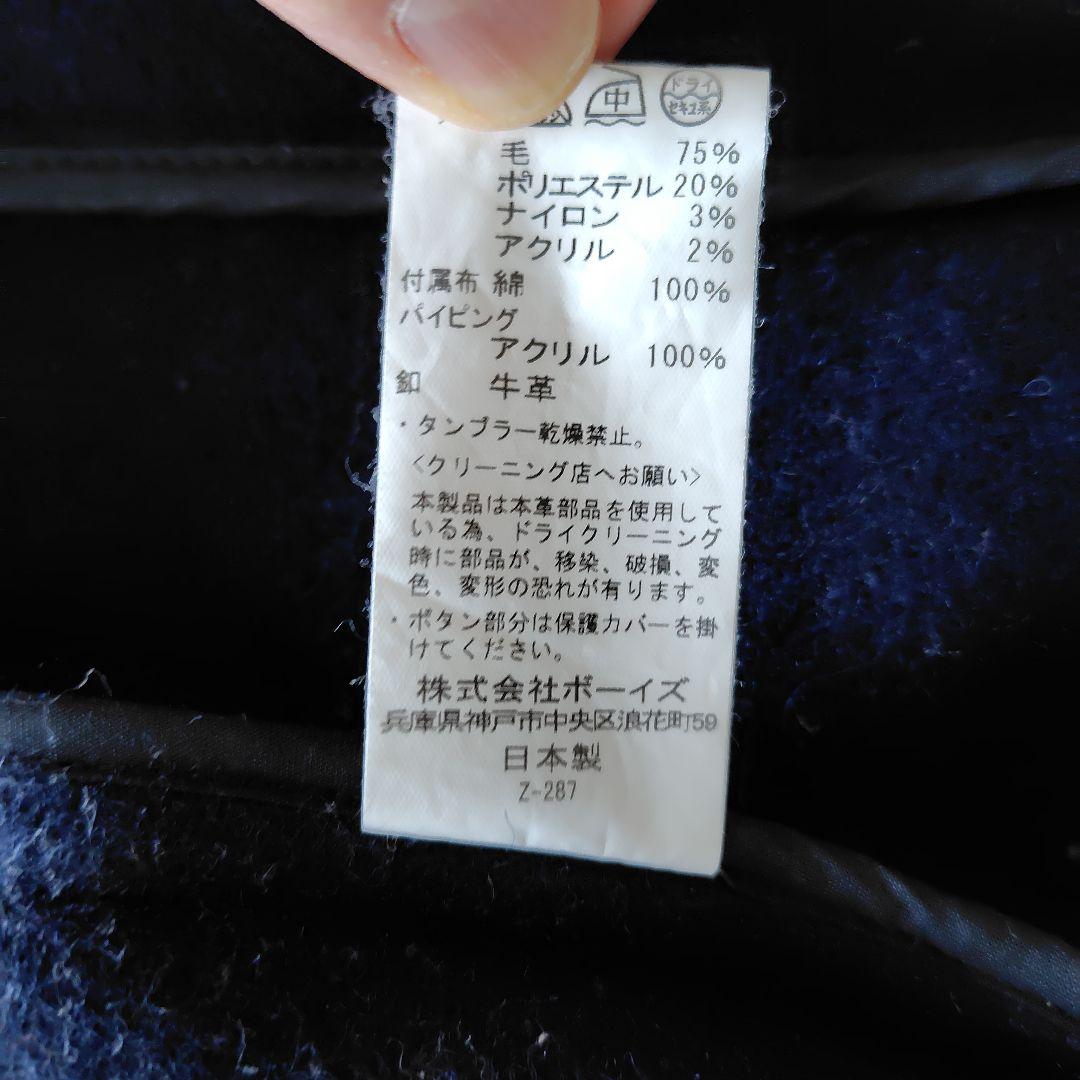 中 ドライ
セキユ系
毛 75%
ポリエステル 20%
ナイロン 3%
アクリル 2%
付属布 綿 100%
パイピング
アクリル 100%
釦 牛革
・タンブラー乾燥禁止。
〈クリーニング店へお願い〉
本製品は本革部品を使用して
いる為、ドライクリーニング
時に部品が、移染、破損、変
色、変形の恐れが有ります。
・ボタン部分は保護カバーを掛
けてください。
株式会社ボーイズ
兵庫県神戸市中央区浪花町59
日本製
Z-287